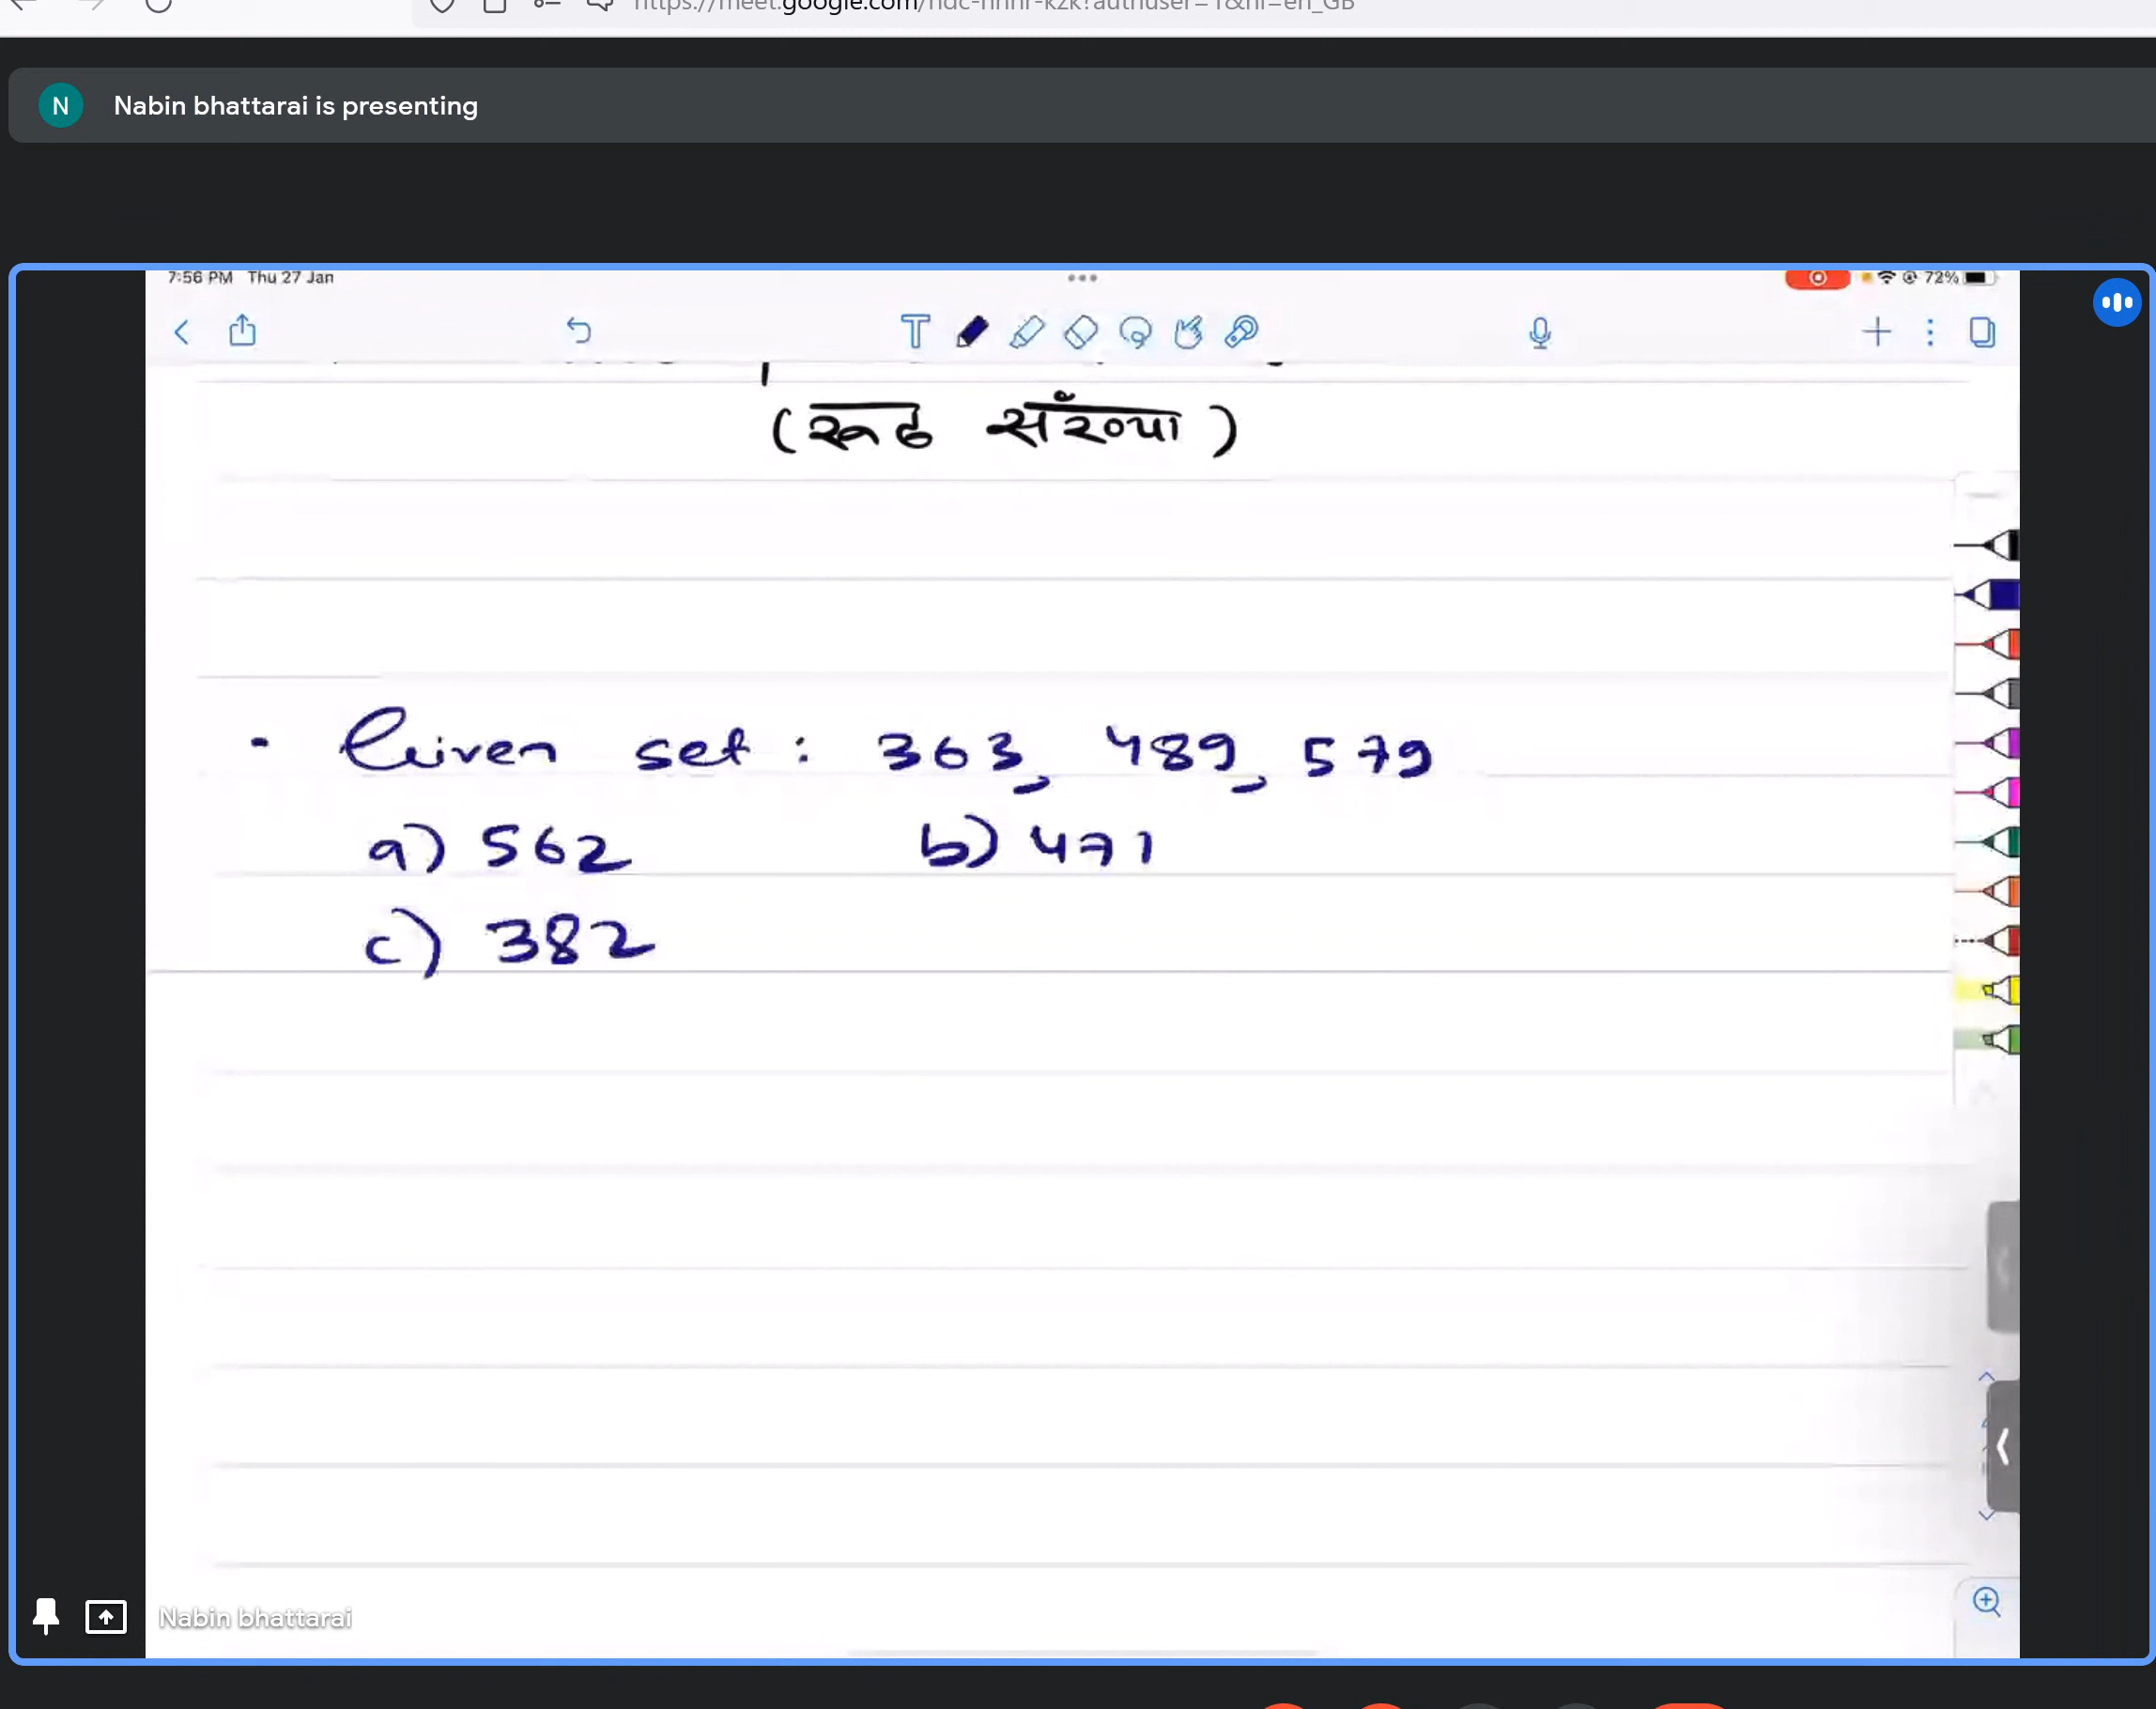 Nabin bhattarai is presenting
7:56 PM Thu 27 Jan
72%
(रूढ सँख्या)
- Given set : 363, 489, 579
a) 562 b) 471
c) 382
Nabin bhattarai